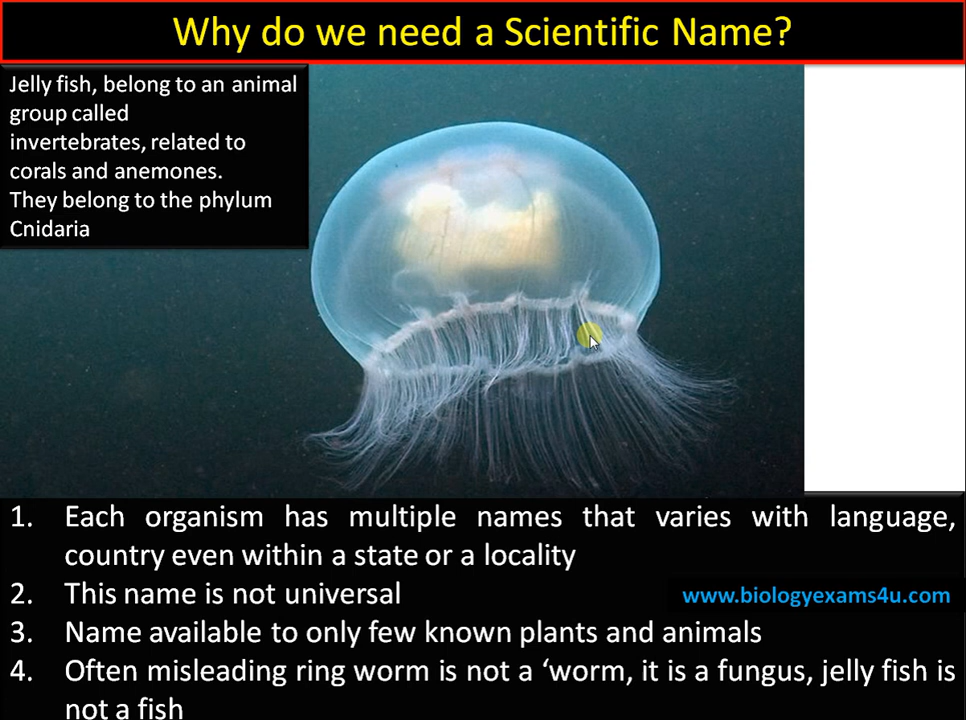 Why do we need a Scientific Name?
Jelly fish, belong to an animal
group called
invertebrates, related to
corals and anemones.
They belong to the phylum
Cnidaria
1. Each organism has multiple names that varies with language,
country even within a state or a locality
2. This name is not universal
www.biologyexams4u.com
3. Name available to only few known plants and animals
4. Often misleading ring worm is not a ‘worm, it is a fungus, jelly fish is
not a fish